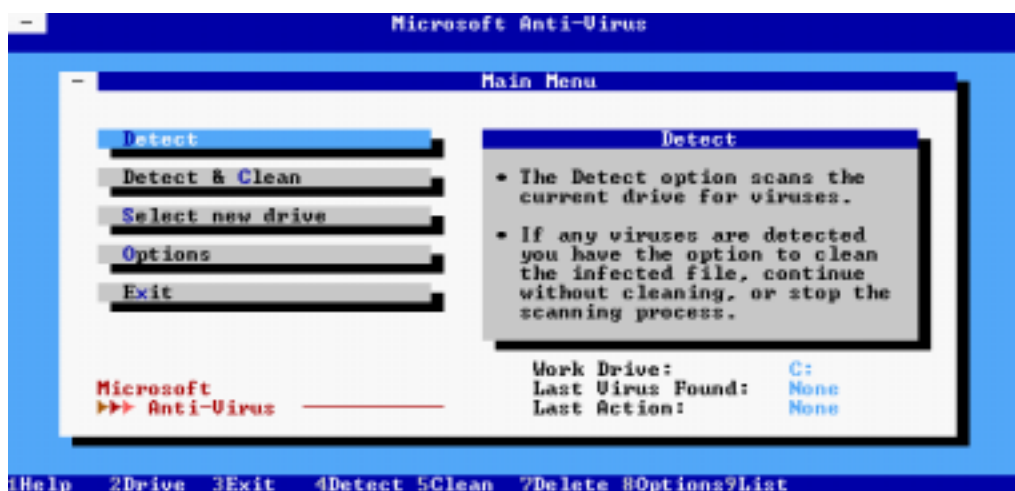 Microsoft Anti-Virus
Main Menu
Detect
Detect & Clean
Select new drive
Options
Exit
Detect
• The Detect option scans the
current drive for viruses.
• If any viruses are detected
you have the option to clean
the infected file, continue
without cleaning, or stop the
scanning process.
Microsoft
▶▶▶ Anti-Virus
Work Drive: C:
Last Virus Found: None
Last Action: None
1Help 2Drive 3Exit 4Detect 5Clean 7Delete 8Options9List